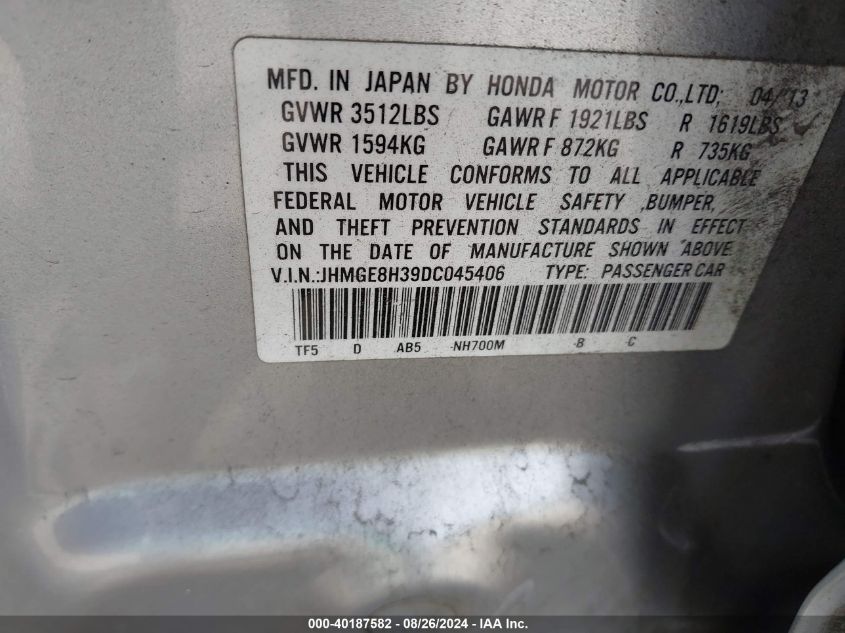 MFD. IN JAPAN BY HONDA MOTOR CO.,LTD; 04/13
GVWR 3512LBS GAWR F 1921LBS R 1619LBS
GVWR 1594KG GAWR F 872KG R 735KG
THIS VEHICLE CONFORMS TO ALL APPLICABLE
FEDERAL MOTOR VEHICLE SAFETY ,BUMPER,
AND THEFT PREVENTION STANDARDS IN EFFECT
ON THE DATE OF MANUFACTURE SHOWN ABOVE
V.I.N.:JHMGE8H39DC045406 TYPE: PASSENGER CAR
TF5 D AB5 -NH700M -B -C
000-40187582 / 08/26/2024 - IAAI.com.